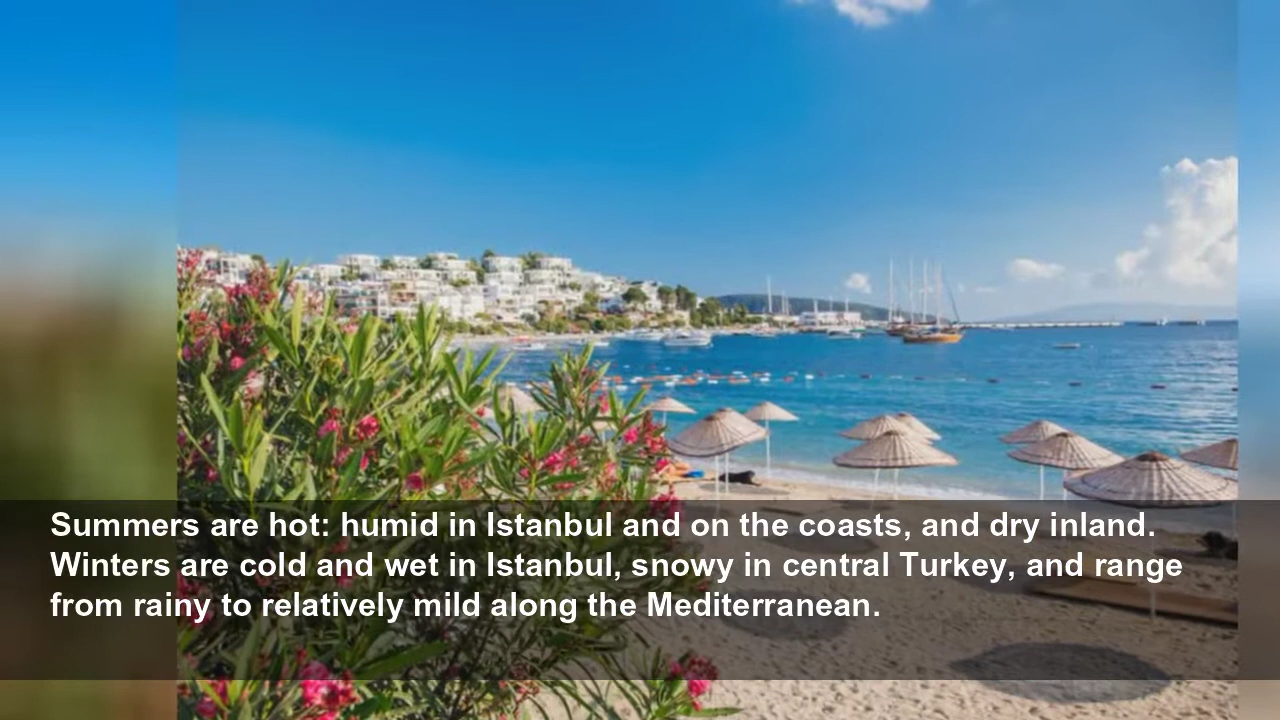 Summers are hot: humid in Istanbul and on the coasts, and dry inland.
Winters are cold and wet in Istanbul, snowy in central Turkey, and range
from rainy to relatively mild along the Mediterranean.